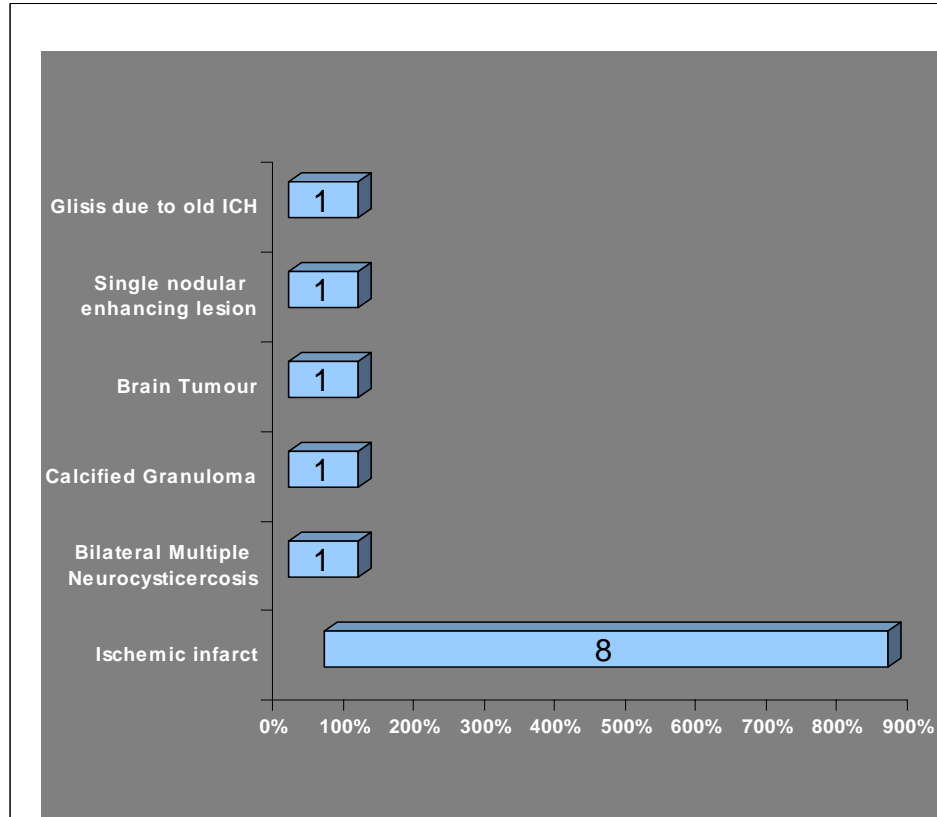 Glisis due to old ICH
1
Single nodular
enhancing lesion
1
Brain Tumour
1
Calcified Granuloma
1
Bilateral Multiple
Neurocysticercosis
1
Ischemic infarct
8
0% 100% 200% 300% 400% 500% 600% 700% 800% 900%